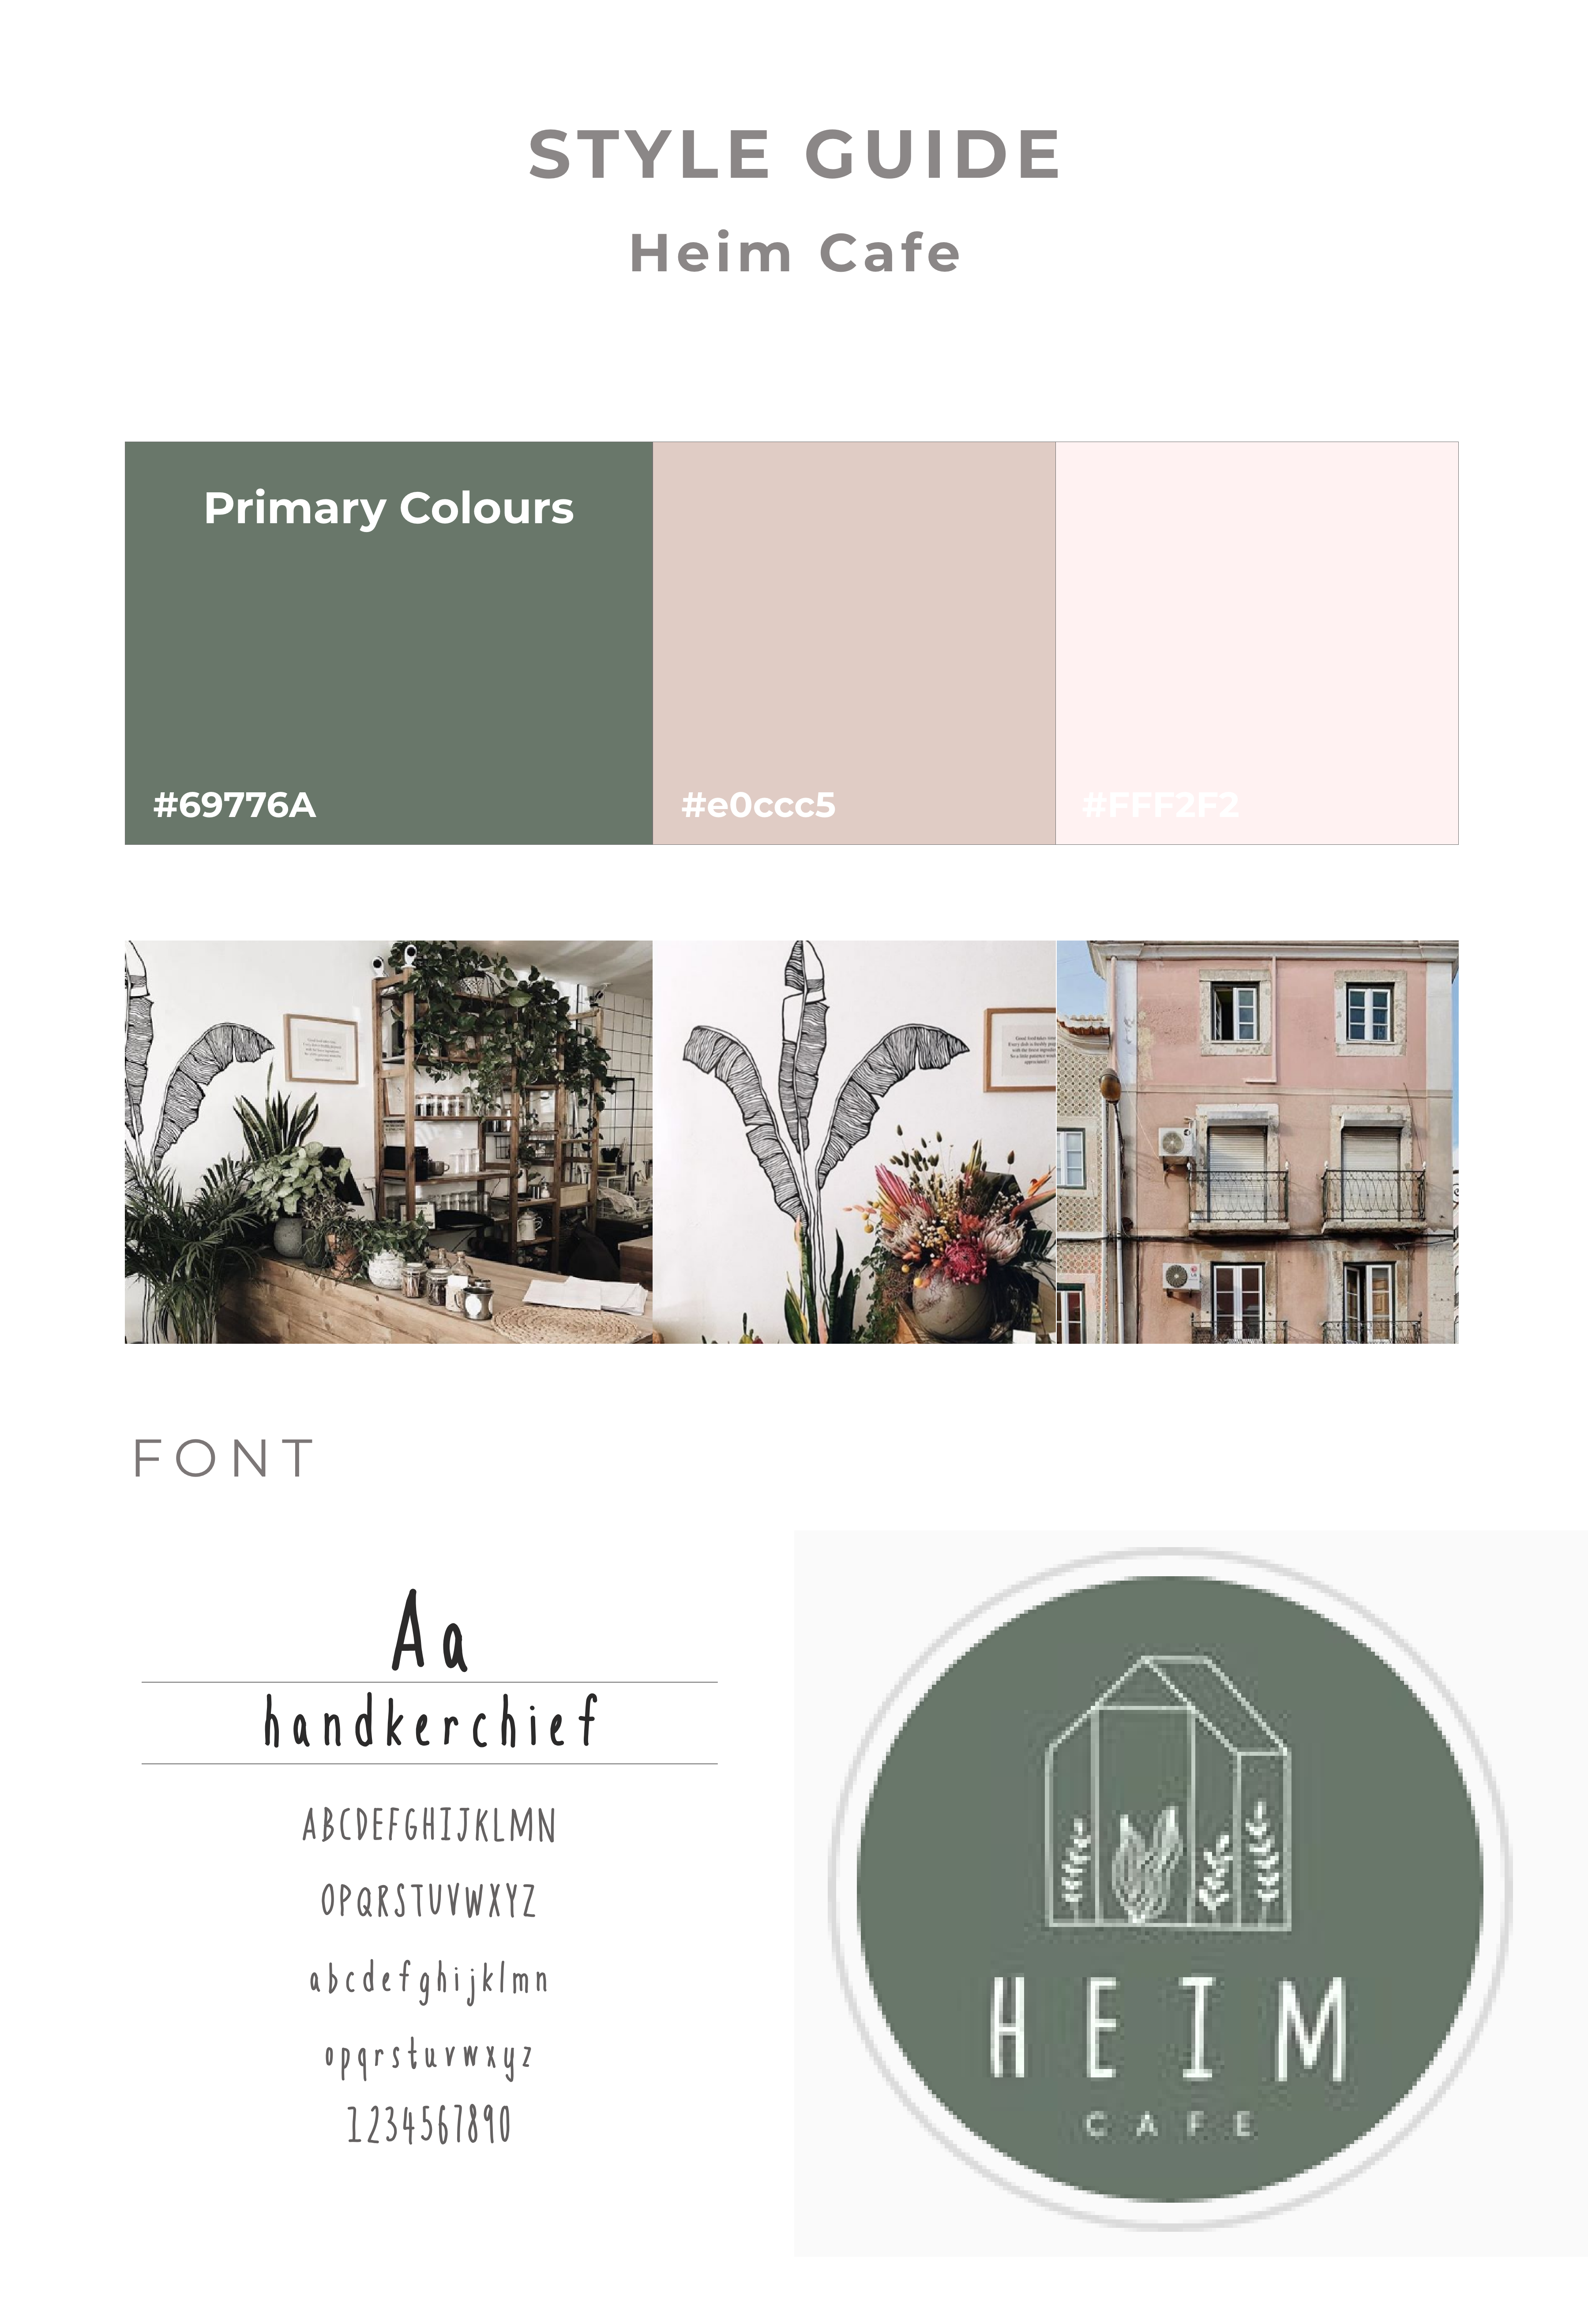 STYLE GUIDE
Heim Cafe
Primary Colours
#69776A
#e0ccc5
#FFF2F2
FONT
Aa
handkerchief
ABCDEFGHIJKLMN
OPQRSTUVWXYZ
abcdefghijklmn
opqrstuvwxyz
1234567890
HEIM
CAFE